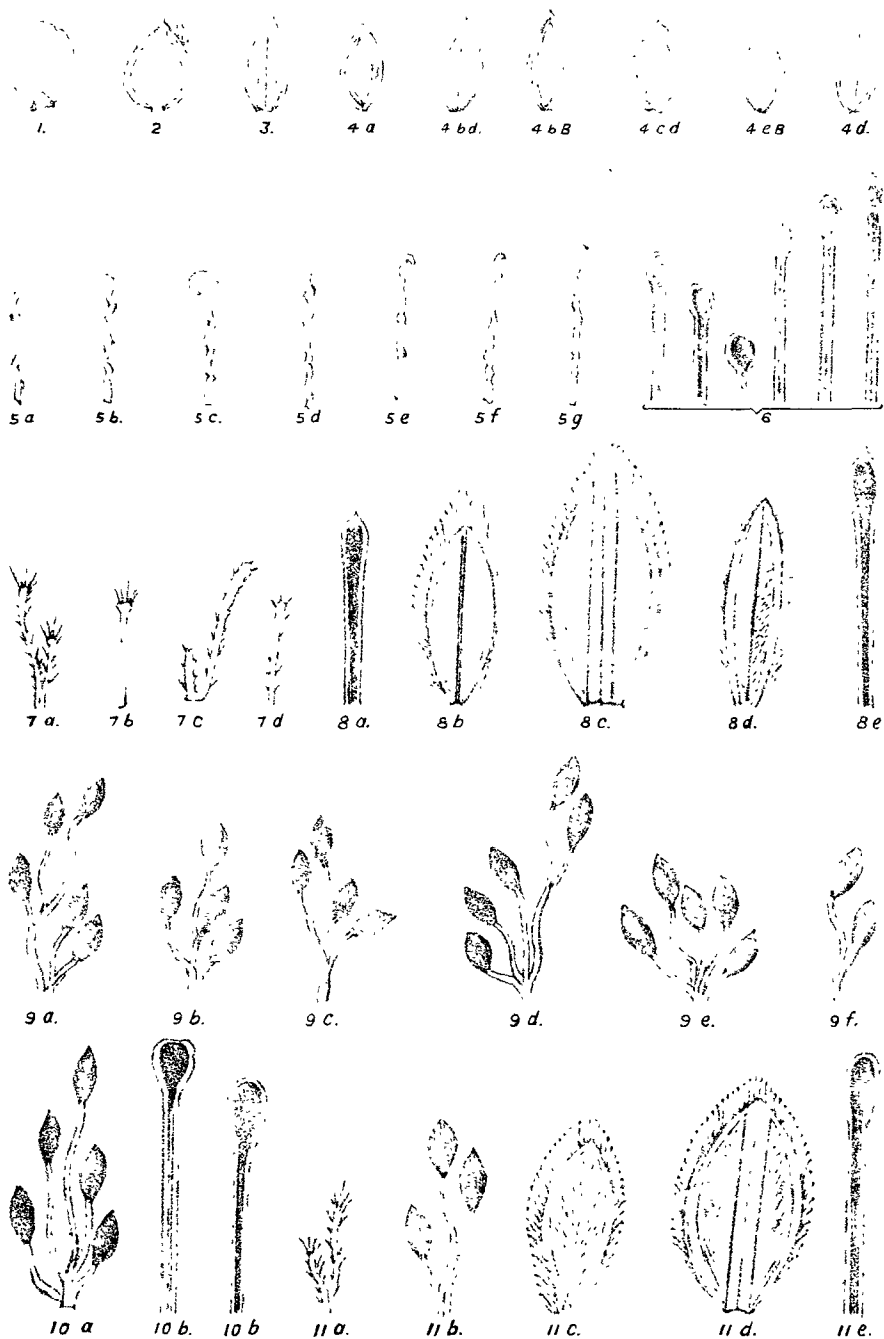 1. 2 3. 4 a 4 b d. 4 b B 4 c d 4 e B 4 d.
5 a 5 b. 5 c. 5 d 5 e 5 f 5 g 6
7 a. 7 b 7 c 7 d 8 a. 8 b 8 c. 8 d. 8 e
9 a. 9 b. 9 c. 9 d. 9 e. 9 f.
10 a 10 b. 10 b 11 a. 11 b. 11 c. 11 d. 11 e.